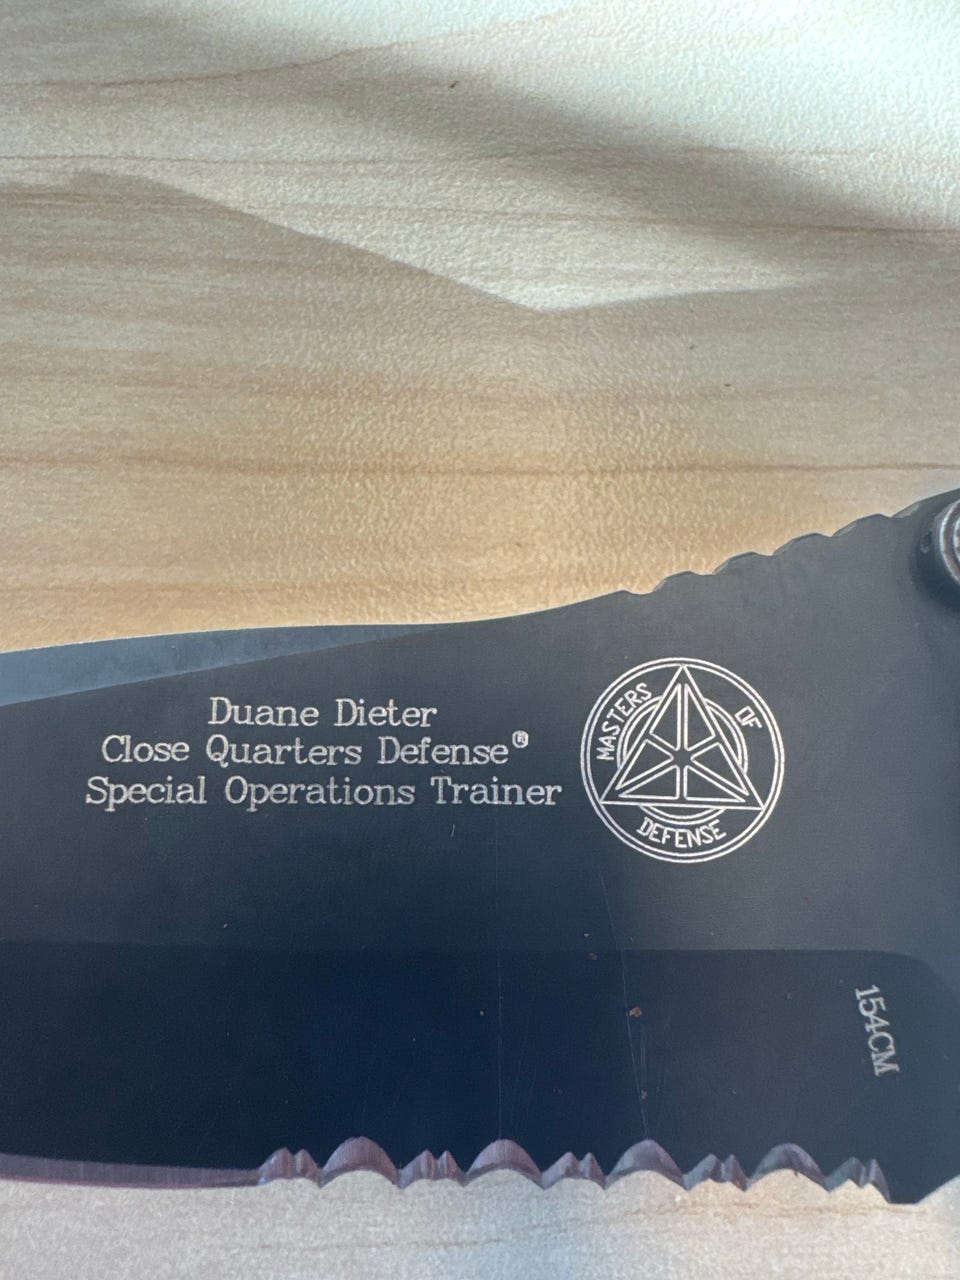 Duane Dieter
Close Quarters Defense®
Special Operations Trainer
MASTERS OF
DEFENSE
154CM